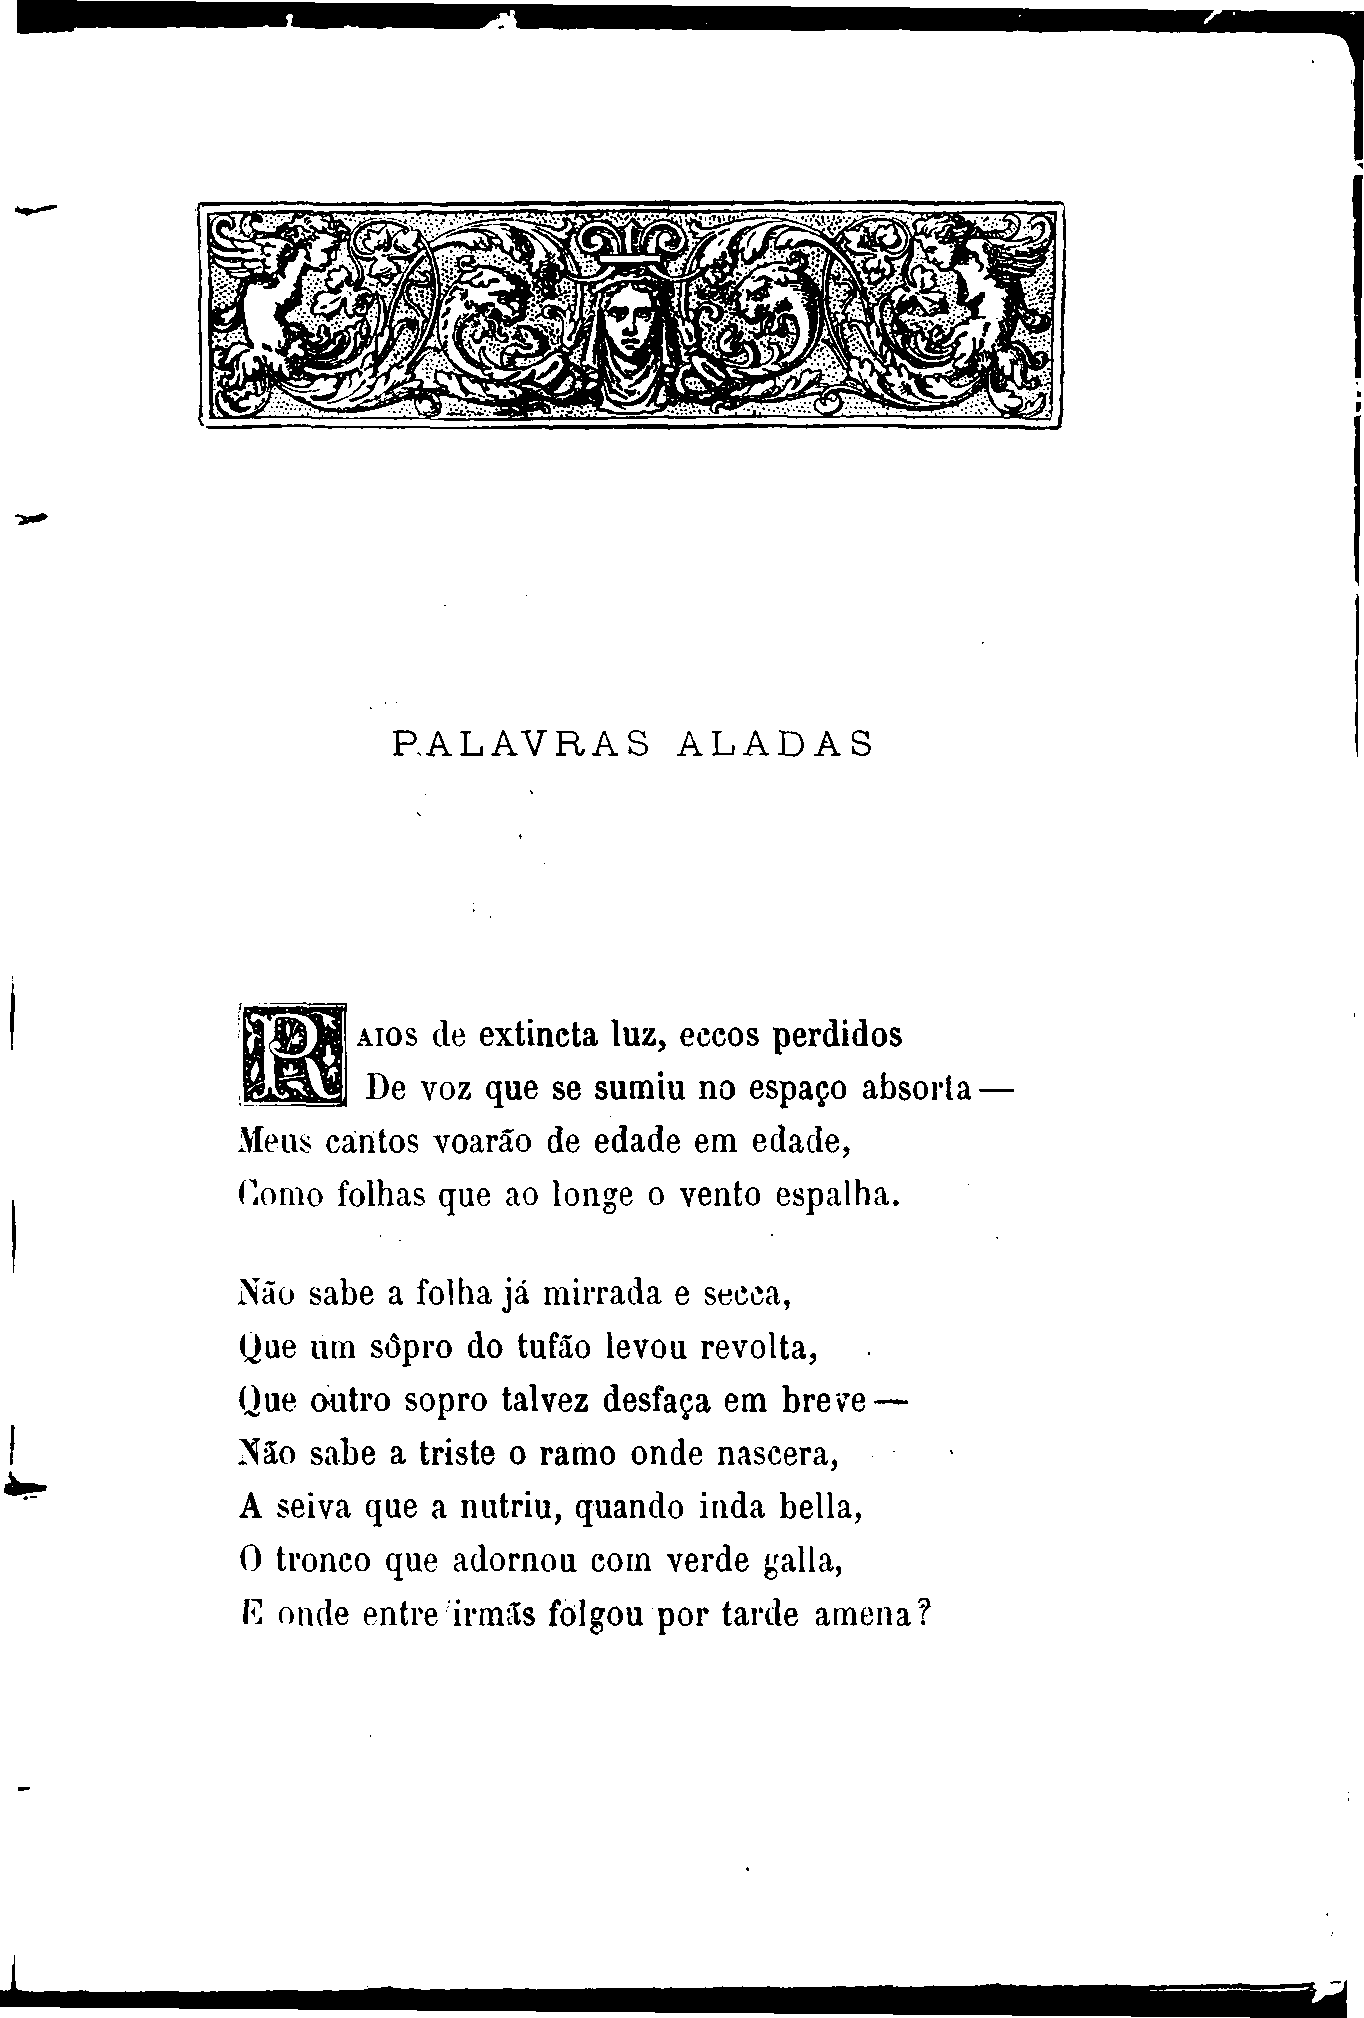 PALAVRAS ALADAS
RAIOS de extincta luz, eccos perdidos
De voz que se sumiu no espaço absorta—
Meus cantos voarão de edade em edade,
Como folhas que ao longe o vento espalha.
Não sabe a folha já mirrada e secca,
Que um sôpro do tufão levou revolta,
Que outro sopro talvez desfaça em breve—
Não sabe a triste o ramo onde nascera,
A seiva que a nutriu, quando inda bella,
O tronco que adornou com verde galla,
E onde entre irmãs folgou por tarde amena?